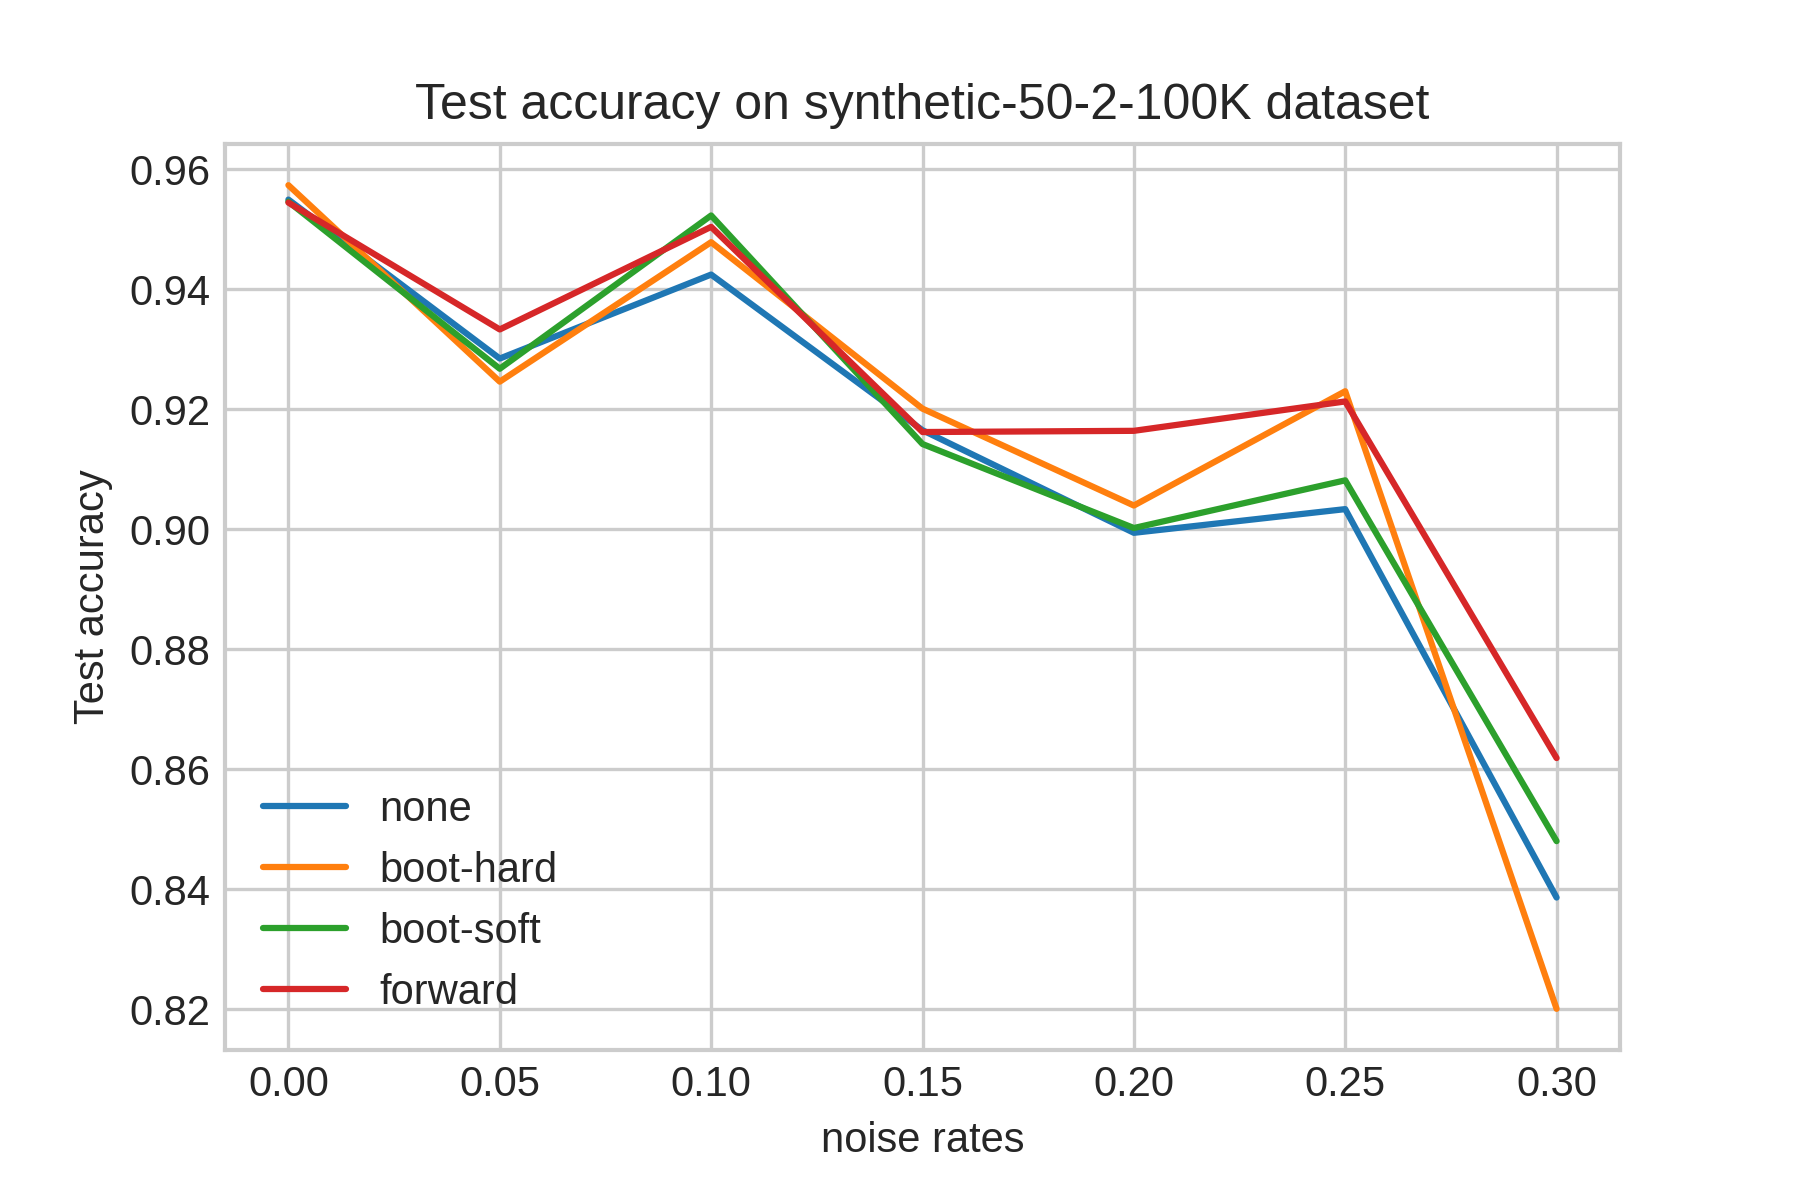 Test accuracy on synthetic-50-2-100K dataset
0.96
0.94
0.92
0.90
0.88
0.86
0.84
0.82
Test accuracy
none
boot-hard
boot-soft
forward
0.00 0.05 0.10 0.15 0.20 0.25 0.30
noise rates